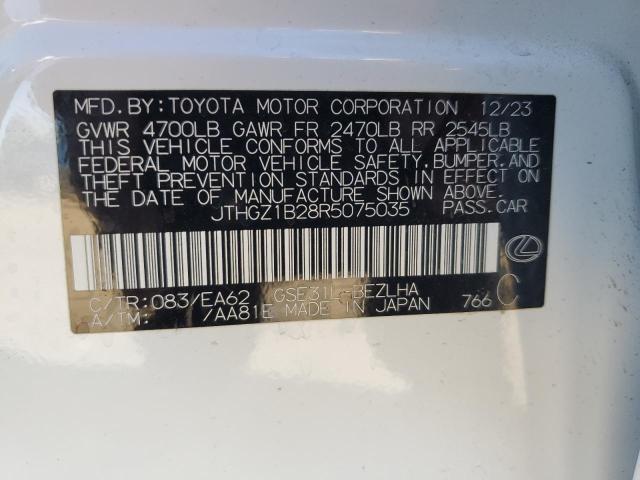 MFD. BY: TOYOTA MOTOR CORPORATION 12/23
GVWR 4700LB GAWR FR 2470LB RR 2545LB
THIS VEHICLE CONFORMS TO ALL APPLICABLE
FEDERAL MOTOR VEHICLE SAFETY, BUMPER, AND
THEFT PREVENTION STANDARDS IN EFFECT ON
THE DATE OF MANUFACTURE SHOWN ABOVE.
JTHGZ1B28R5075035 PASS. CAR
C/TR: 083/EA62 GSE31L-BEZLHA C
A/TM: /AA81E MADE IN JAPAN 766